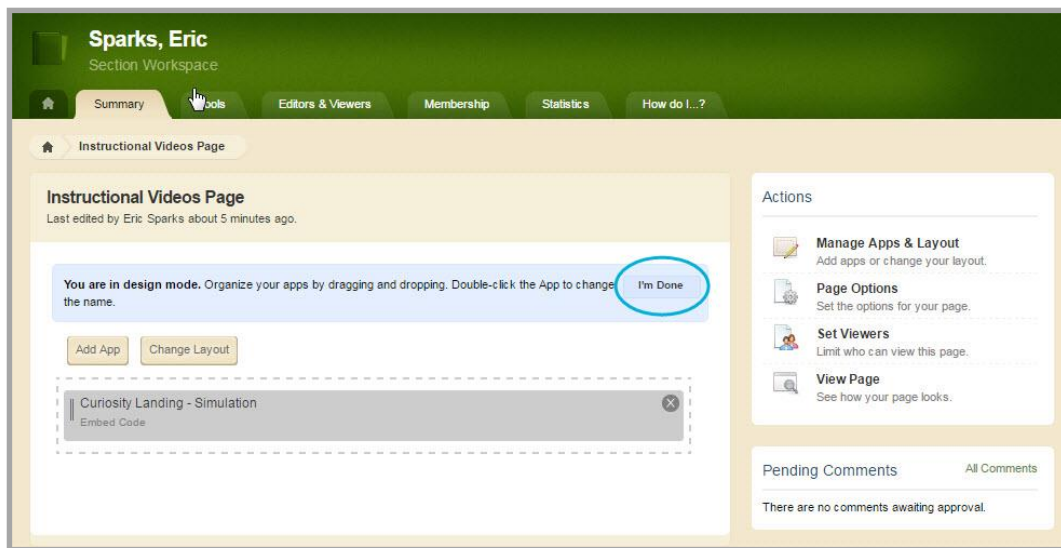 Sparks, Eric
Section Workspace
Summary
ools
Editors & Viewers
Membership
Statistics
How do I...?
Instructional Videos Page
Instructional Videos Page
Last edited by Eric Sparks about 5 minutes ago.
You are in design mode. Organize your apps by dragging and dropping. Double-click the App to change
the name.
I'm Done
Add App
Change Layout
Curiosity Landing - Simulation
Embed Code
Actions
Manage Apps & Layout
Add apps or change your layout.
Page Options
Set the options for your page.
Set Viewers
Limit who can view this page.
View Page
See how your page looks.
Pending Comments
All Comments
There are no comments awaiting approval.